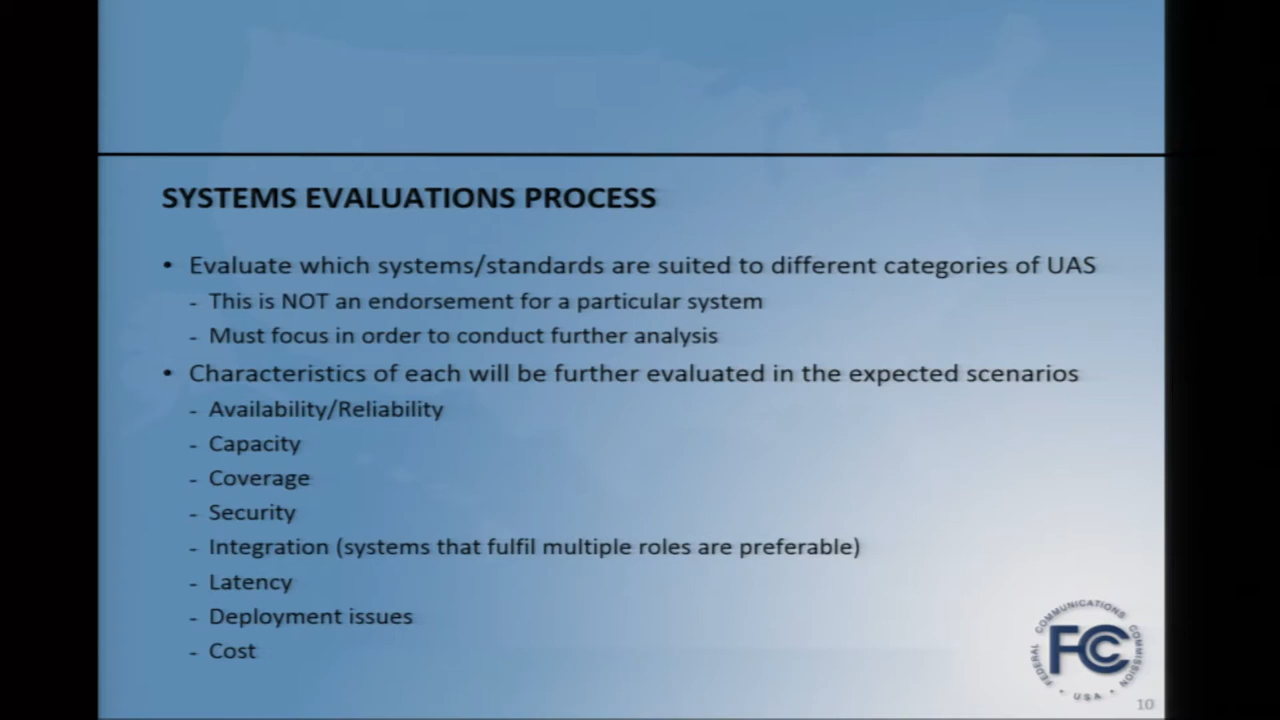 SYSTEMS EVALUATIONS PROCESS
• Evaluate which systems/standards are suited to different categories of UAS
- This is NOT an endorsement for a particular system
- Must focus in order to conduct further analysis
• Characteristics of each will be further evaluated in the expected scenarios
- Availability/Reliability
- Capacity
- Coverage
- Security
- Integration (systems that fulfil multiple roles are preferable)
- Latency
- Deployment issues
- Cost
FEDERAL COMMUNICATIONS COMMISSION
FCC
• USA •
10